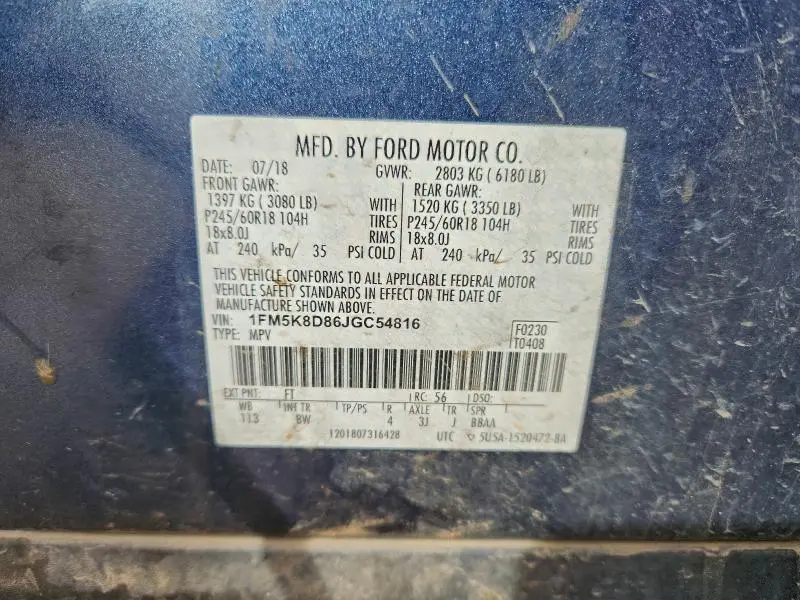 MFD. BY FORD MOTOR CO.
DATE: 07/18 GVWR: 2803 KG ( 6180 LB)
FRONT GAWR: REAR GAWR:
1397 KG ( 3080 LB) WITH 1520 KG ( 3350 LB) WITH
P245/60R18 104H TIRES P245/60R18 104H TIRES
18x8.0J RIMS 18x8.0J RIMS
AT 240 kPa/ 35 PSI COLD AT 240 kPa/ 35 PSI COLD
THIS VEHICLE CONFORMS TO ALL APPLICABLE FEDERAL MOTOR
VEHICLE SAFETY STANDARDS IN EFFECT ON THE DATE OF
MANUFACTURE SHOWN ABOVE.
VIN: 1FM5K8D86JGC54816 F0230
TYPE: MPV T0408
EXT PNT: FT RC: 56 DSO:
WB INT TR TP/PS R AXLE TR SPR
113 BW 4 3J J BBAA
1201807316428 UTC 5USA-1520472-BA